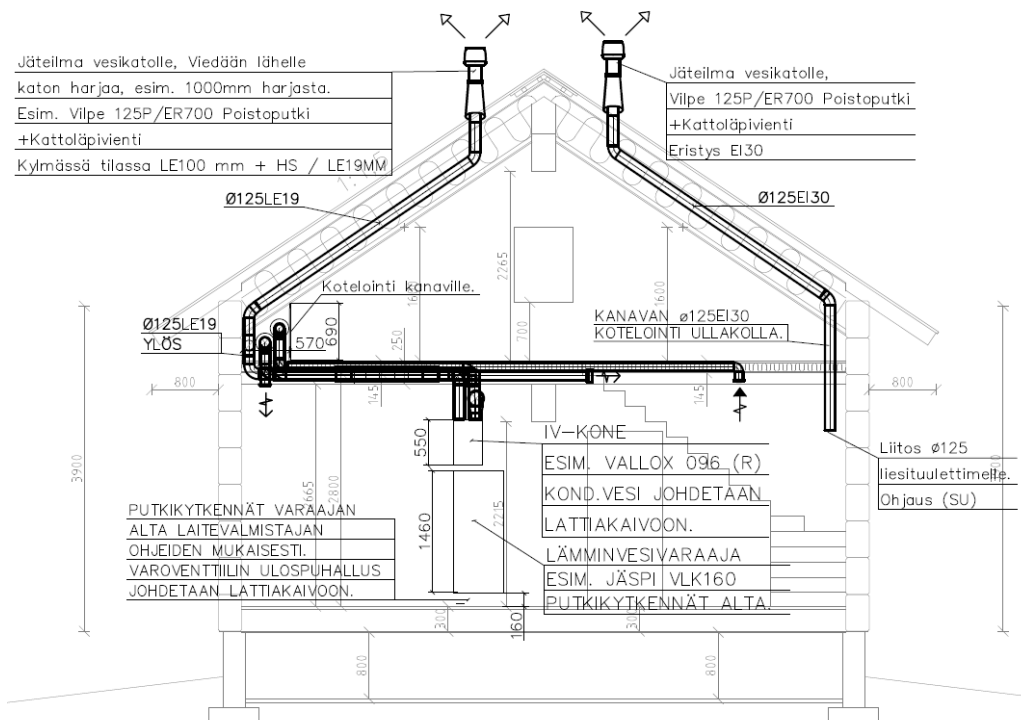 Jäteilma vesikatolle, Viedään lähelle
katon harjaa, esim. 1000mm harjasta.
Esim. Vilpe 125P/ER700 Poistoputki
+Kattoläpivienti
Kylmässä tilassa LE100 mm + HS / LE19MM
Jäteilma vesikatolle,
Vilpe 125P/ER700 Poistoputki
+Kattoläpivienti
Eristys EI30
Ø125LE19
Ø125EI30
2265
1600
Kotelointi kanaville.
690
570
250
700
Ø125LE19
YLÖS
KANAVAN ø125EI30
KOTELOINTI ULLAKOLLA.
800
145
145
800
3900
550
IV-KONE
ESIM. VALLOX 096 (R)
KOND.VESI JOHDETAAN
LATTIAKAIVOON.
Liitos ø125
liesituulettimelle.
Ohjaus (SU)
2665
2800
1460
2215
PUTKIKYTKENNÄT VARAAJAN
ALTA LAITEVALMISTAJAN
OHJEIDEN MUKAISESTI.
VAROVENTTIILIN ULOSPUHALLUS
JOHDETAAN LATTIAKAIVOON.
LÄMMINVESIVARAAJA
ESIM. JÄSPI VLK160
PUTKIKYTKENNÄT ALTA.
160
300
300
800
800